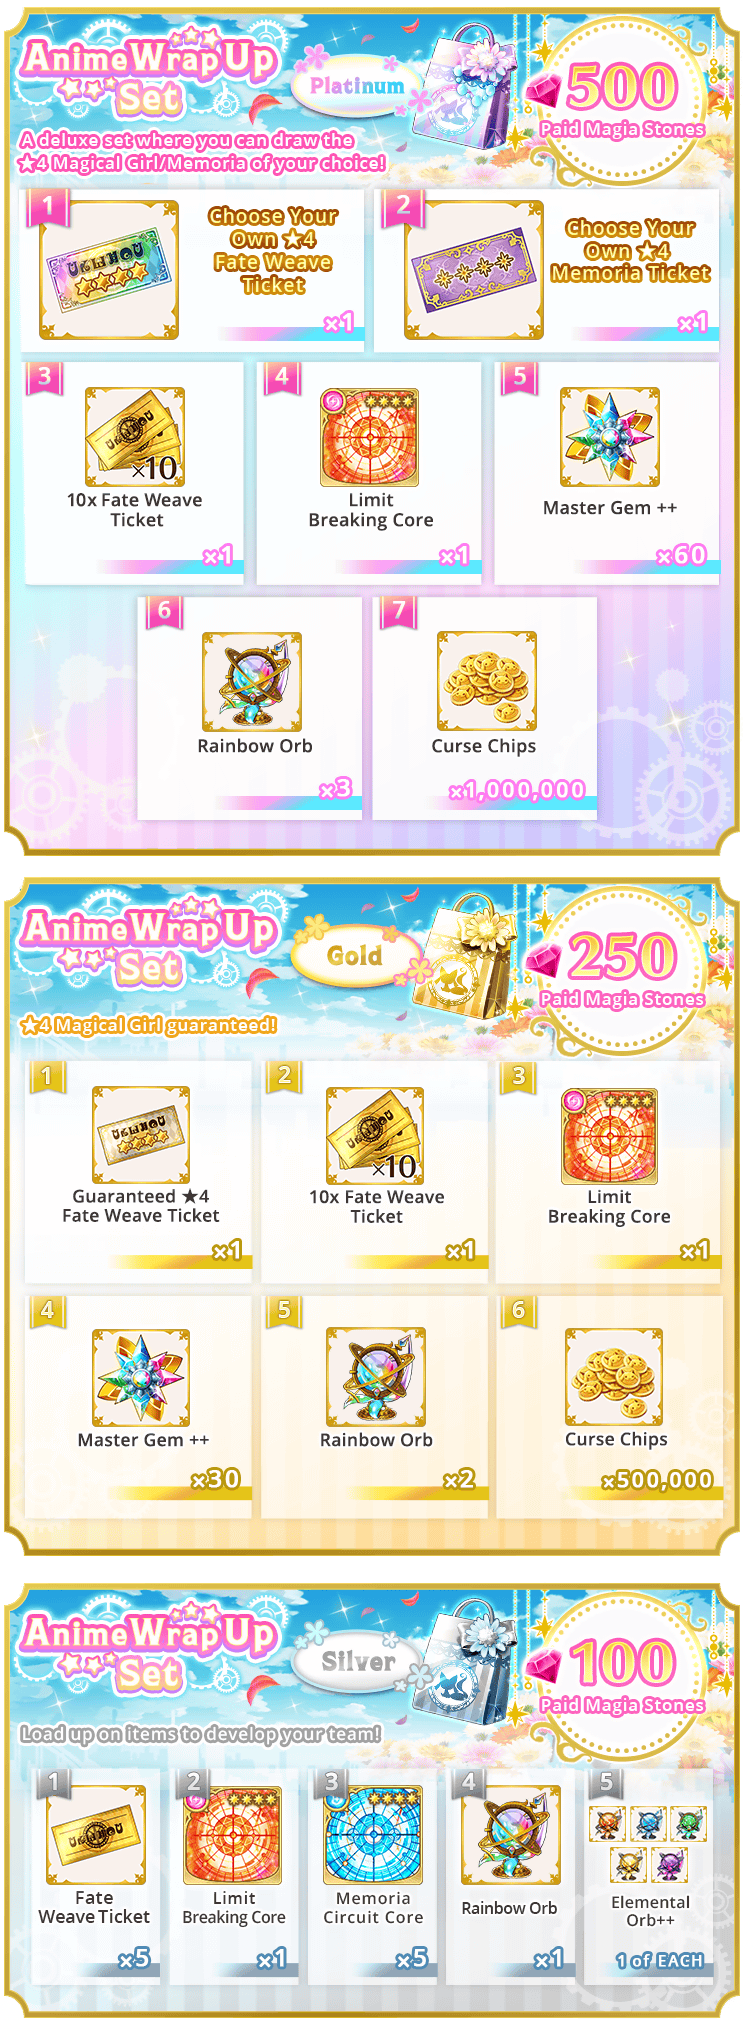 Anime Wrap Up
Set
Platinum
500
Paid Magia Stones
A deluxe set where you can draw the
★4 Magical Girl/Memoria of your choice!
1
Choose Your
Own ★4
Fate Weave
Ticket
×1
2
Choose Your
Own ★4
Memoria Ticket
×1
3
×10
10x Fate Weave
Ticket
×1
4
Limit
Breaking Core
×1
5
Master Gem ++
×60
6
Rainbow Orb
×3
7
Curse Chips
×1,000,000
Anime Wrap Up
Set
Gold
250
Paid Magia Stones
★4 Magical Girl guaranteed!
1
Guaranteed ★4
Fate Weave Ticket
×1
2
×10
10x Fate Weave
Ticket
×1
3
Limit
Breaking Core
×1
4
Master Gem ++
×30
5
Rainbow Orb
×2
6
Curse Chips
×500,000
Anime Wrap Up
Set
Silver
100
Paid Magia Stones
Load up on items to develop your team!
1
Fate
Weave Ticket
×5
2
Limit
Breaking Core
×1
3
Memoria
Circuit Core
×5
4
Rainbow Orb
×1
5
Elemental
Orb++
1 of EACH